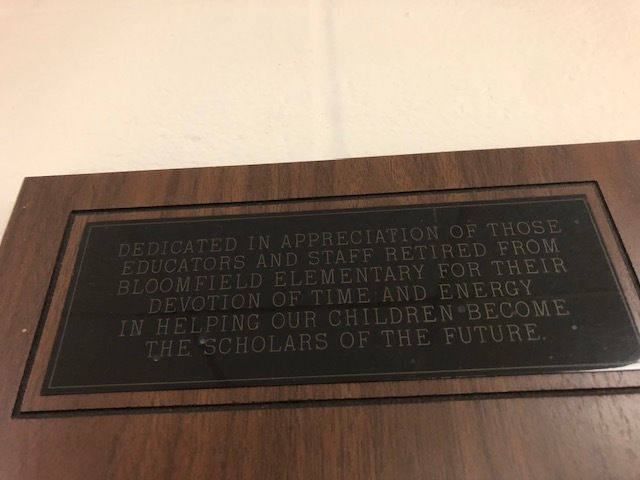 DEDICATED IN APPRECIATION OF THOSE
EDUCATORS AND STAFF RETIRED FROM
BLOOMFIELD ELEMENTARY FOR THEIR
DEVOTION OF TIME AND ENERGY
IN HELPING OUR CHILDREN BECOME
THE SCHOLARS OF THE FUTURE.